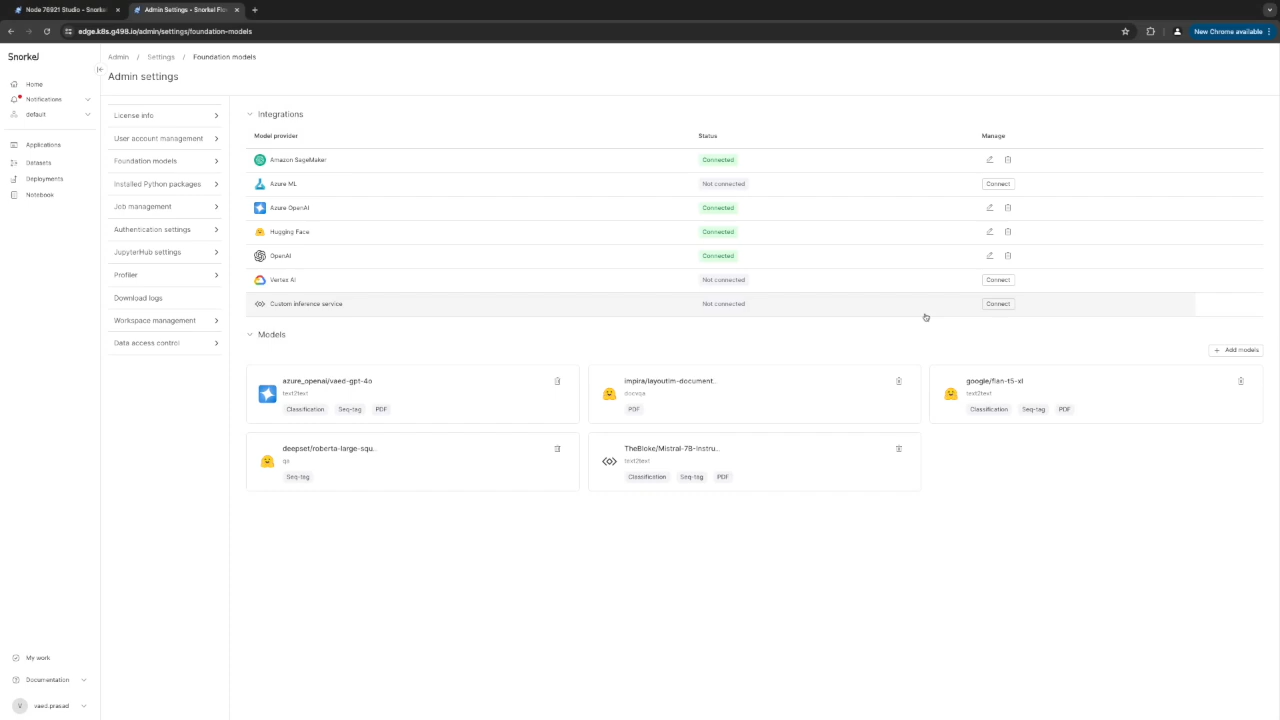 Node 76921 Studio - Snorke
Admin Settings - Snorkel Flo
edge.k8s.g498.io/admin/settings/foundation-models
New Chrome available
Snorkel
Admin / Settings / Foundation models
Admin settings
Home
Notifications
default
Applications
Datasets
Deployments
Notebook
My work
Documentation
V vaed.prasad
License info
User account management
Foundation models
Installed Python packages
Job management
Authentication settings
JupyterHub settings
Profiler
Download logs
Workspace management
Data access control
Integrations
Model provider Status Manage
Amazon SageMaker Connected
Azure ML Not connected Connect
Azure OpenAI Connected
Hugging Face Connected
OpenAI Connected
Vertex AI Not connected Connect
Custom inference service Not connected Connect
Models
+ Add models
azure_openai/vaed-gpt-4o
text2text
Classification Seq-tag PDF
impira/layoutlm-document...
docvqa
PDF
google/flan-t5-xl
text2text
Classification Seq-tag PDF
deepset/roberta-large-squ...
qa
Seq-tag
TheBloke/Mistral-7B-Instru...
text2text
Classification Seq-tag PDF